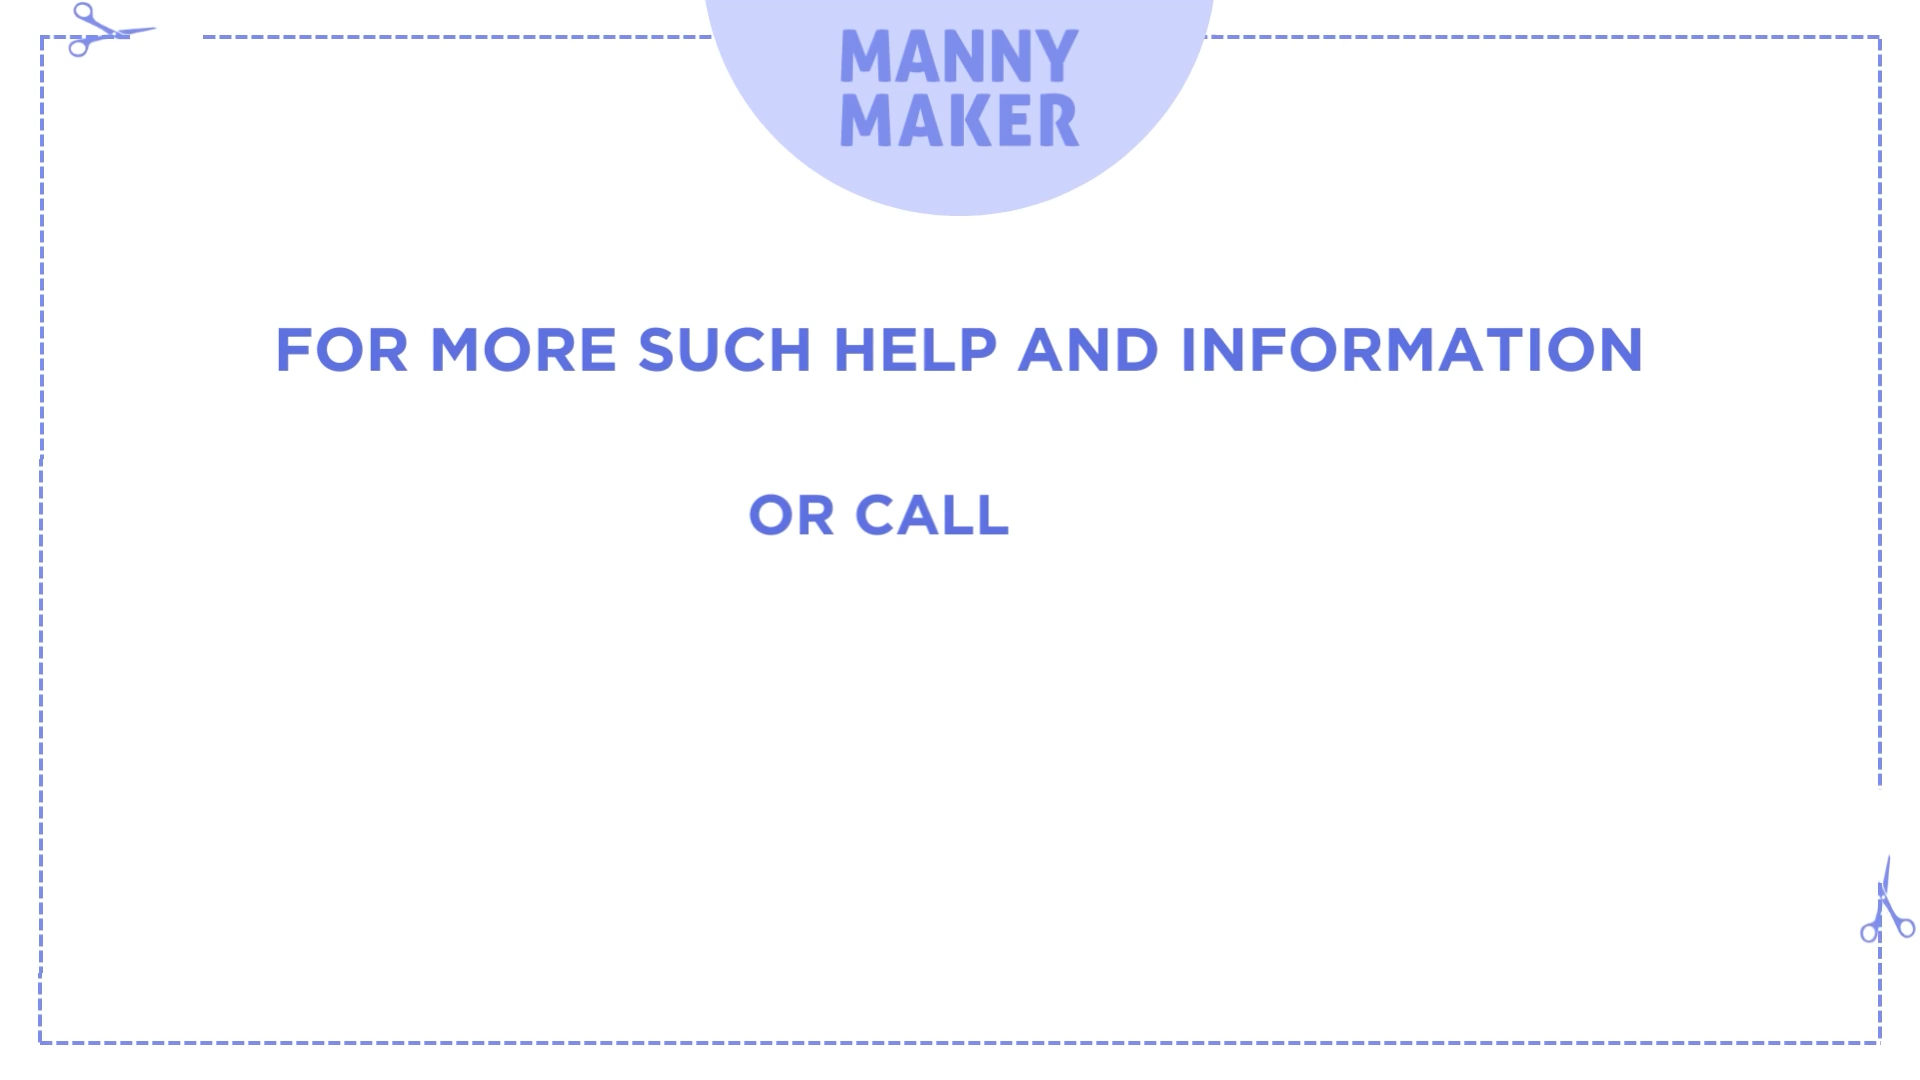 MANNY
MAKER
FOR MORE SUCH HELP AND INFORMATION
OR CALL